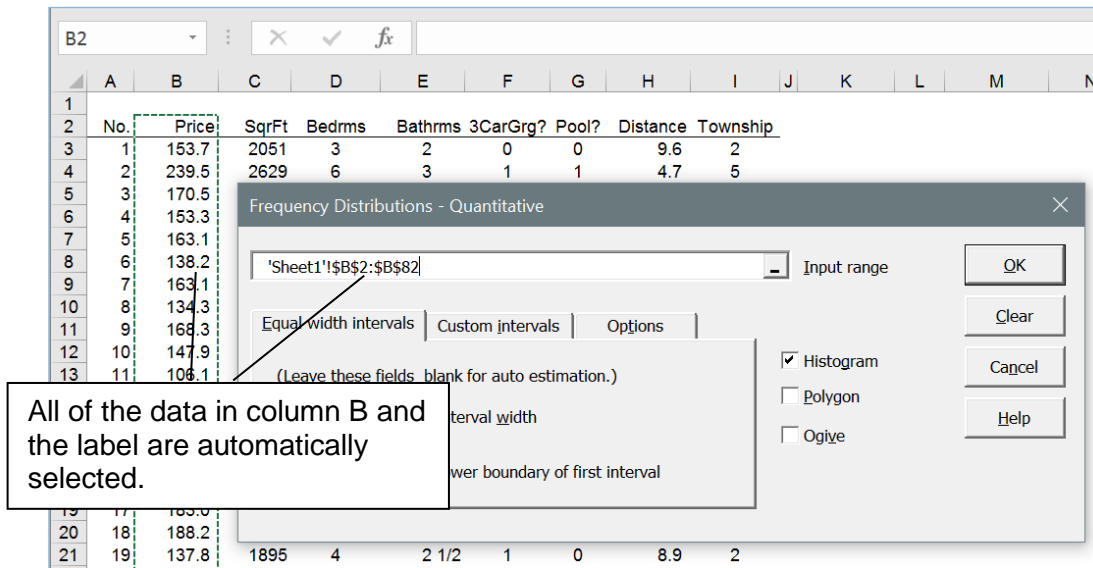 B2 fx
A B C D E F G H I J K L M N
1
2 No. Price SqrFt Bedrms Bathrms 3CarGrg? Pool? Distance Township
3 1 153.7 2051 3 2 0 0 9.6 2
4 2 239.5 2629 6 3 1 1 4.7 5
5 3 170.5
6 4 153.3
7 5 163.1
8 6 138.2
9 7 163.1
10 8 134.3
11 9 168.3
12 10 147.9
13 11 106.1
Frequency Distributions - Quantitative
'Sheet1'!$B$2:$B$82 Input range
Equal width intervals Custom intervals Options
(Leave these fields blank for auto estimation.)
width
boundary of first interval
Histogram
Polygon
Ogive
OK
Clear
Cancel
Help
All of the data in column B and
the label are automatically
selected.
20 18 188.2
21 19 137.8 1895 4 2 1/2 1 0 8.9 2